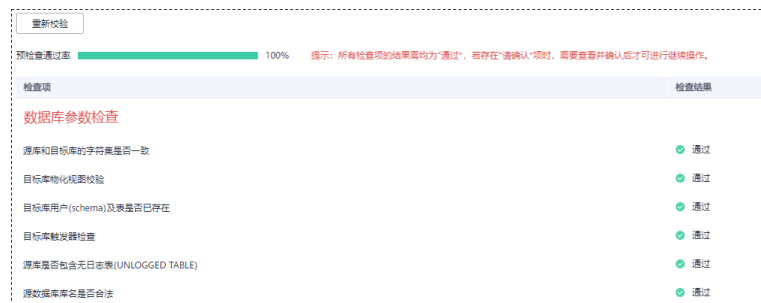 重新校验
预检查通过率 100% 提示：所有检查项的结果需均为“通过”，若存在“请确认”项时，需要查看并确认后才可进行继续操作。
检查项 检查结果
数据库参数检查
源库和目标库的字符集是否一致 通过
目标库物化视图校验 通过
目标库用户(schema)及表是否已存在 通过
目标库触发器检查 通过
源库是否包含无日志表(UNLOGGED TABLE) 通过
源数据库库名是否合法 通过